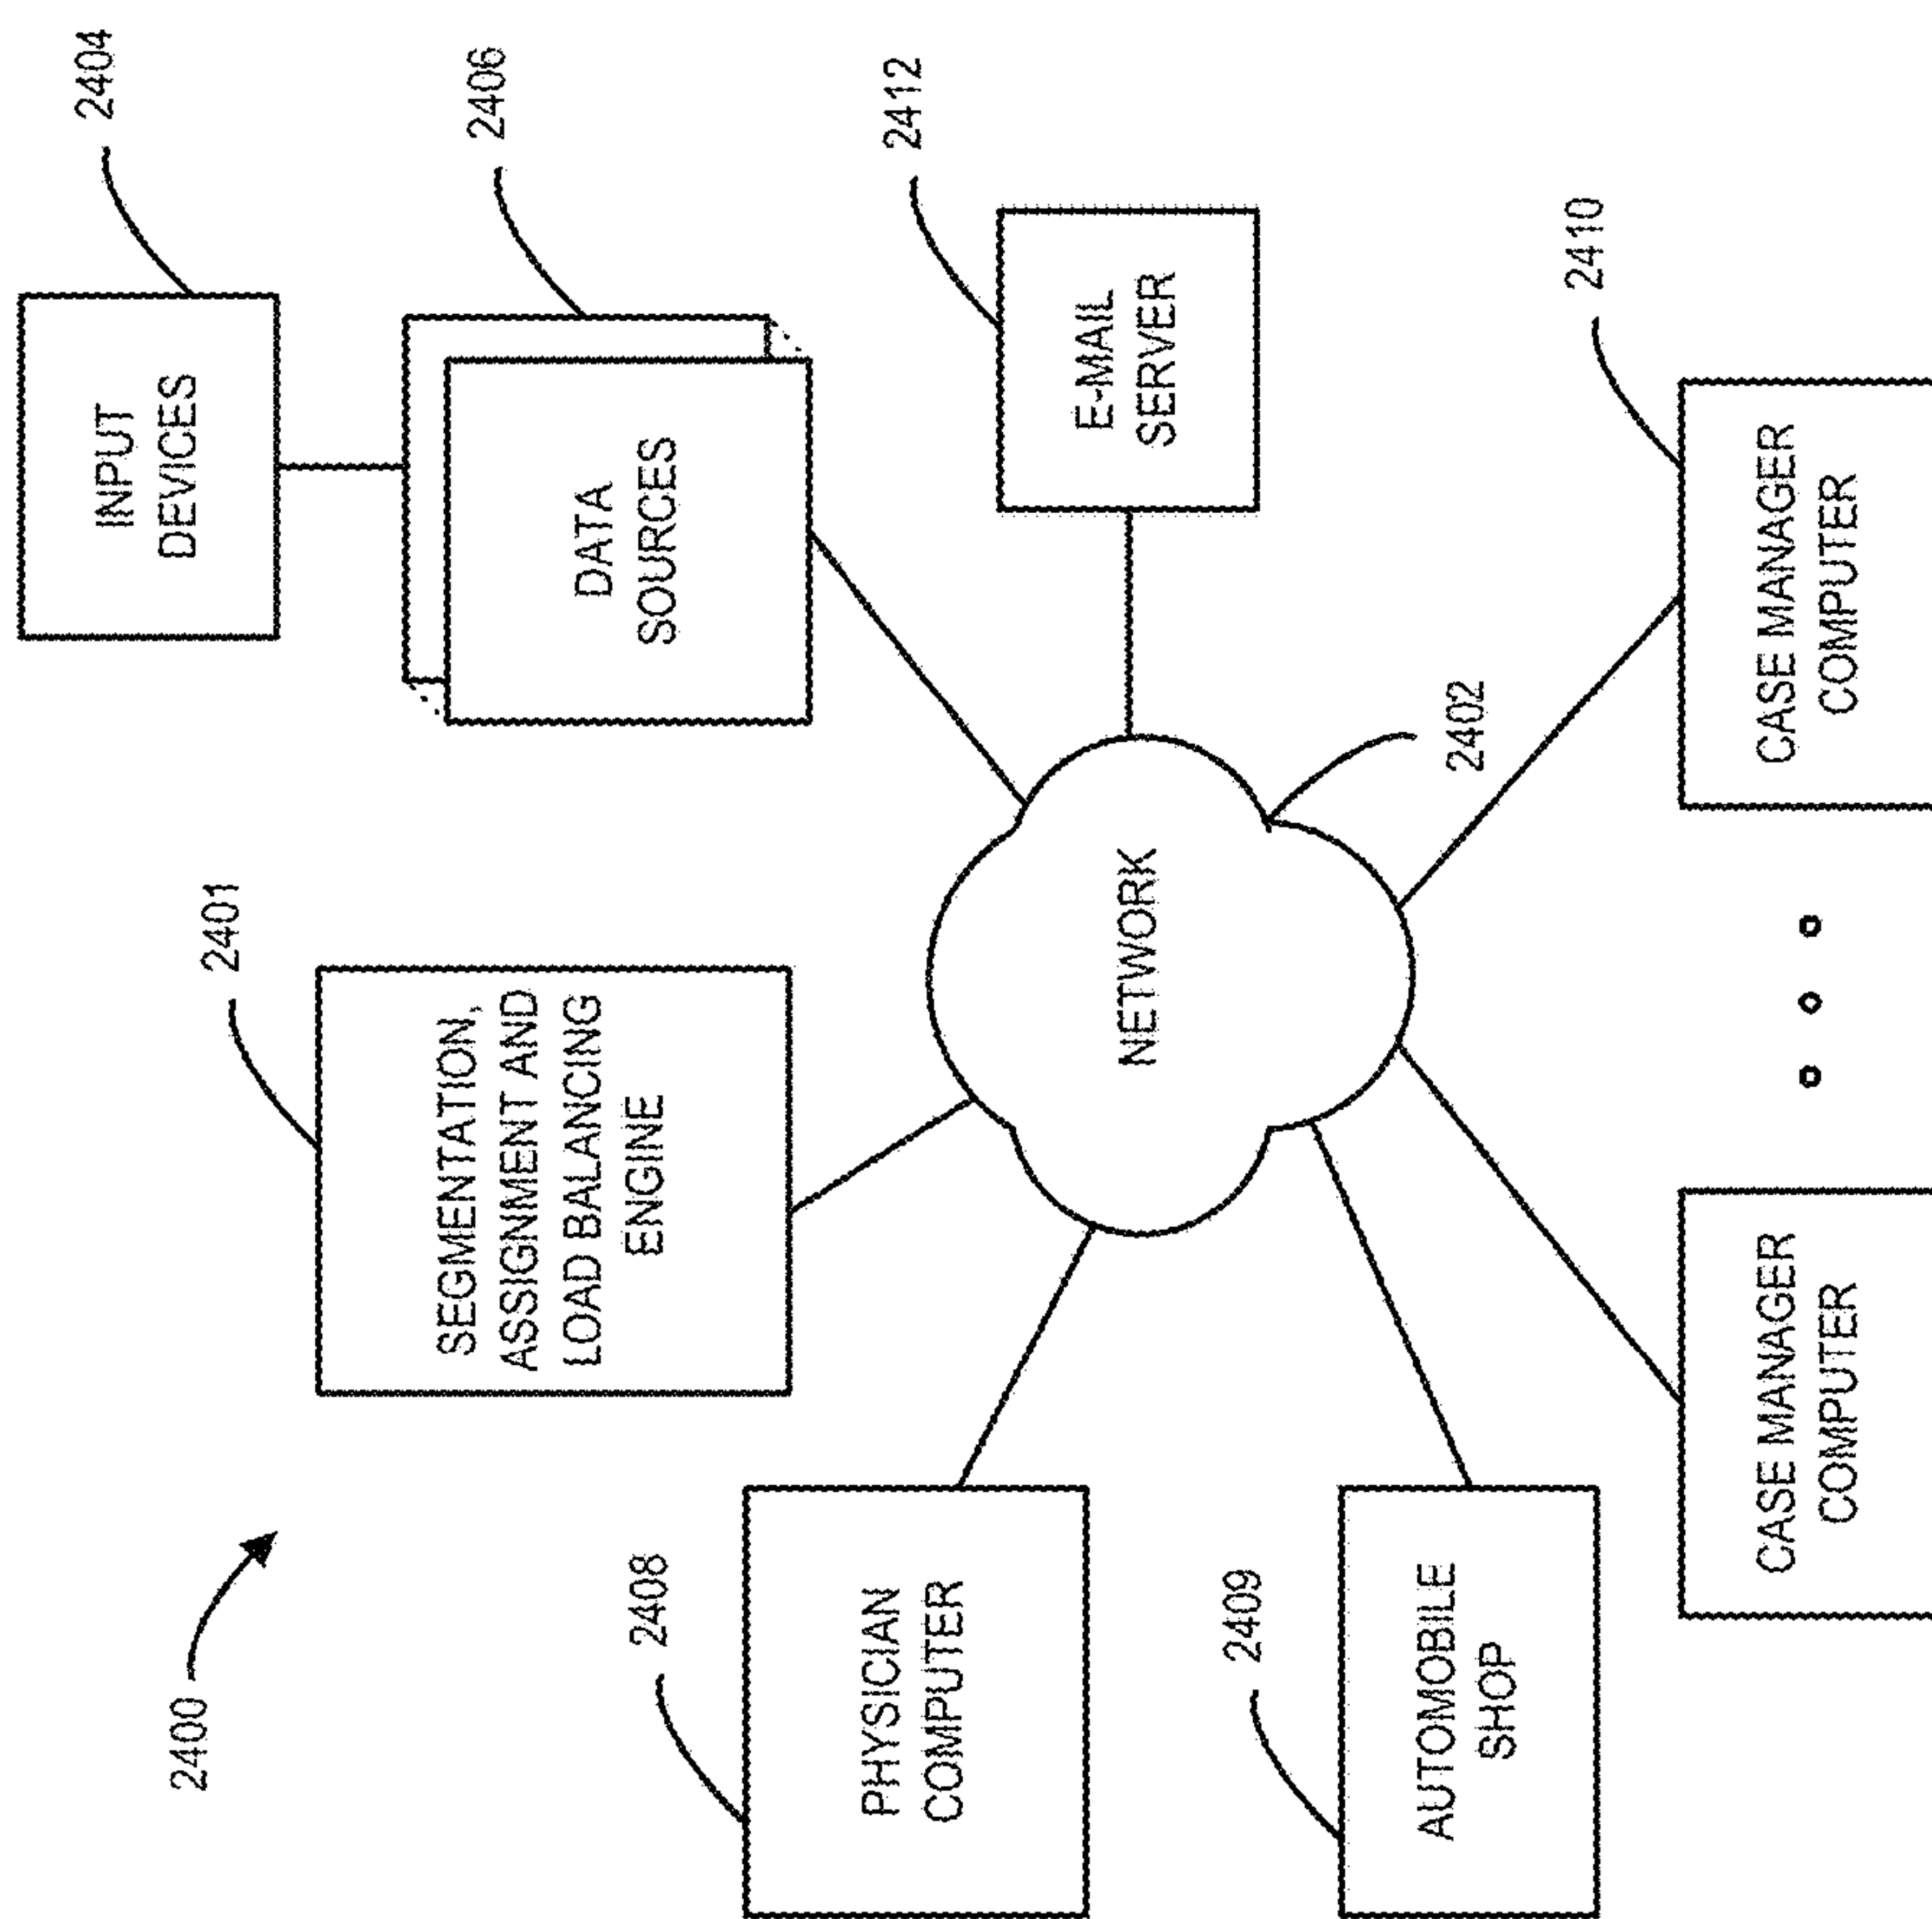 2404
INPUT
DEVICES
2400
2401
SEGMENTATION,
ASSIGNMENT AND
LOAD BALANCING
ENGINE
2406
DATA
SOURCES
2408
PHYSICIAN
COMPUTER
2412
E-MAIL
SERVER
NETWORK
2409
AUTOMOBILE
SHOP
2402
2410
CASE MANAGER
COMPUTER
CASE MANAGER
COMPUTER